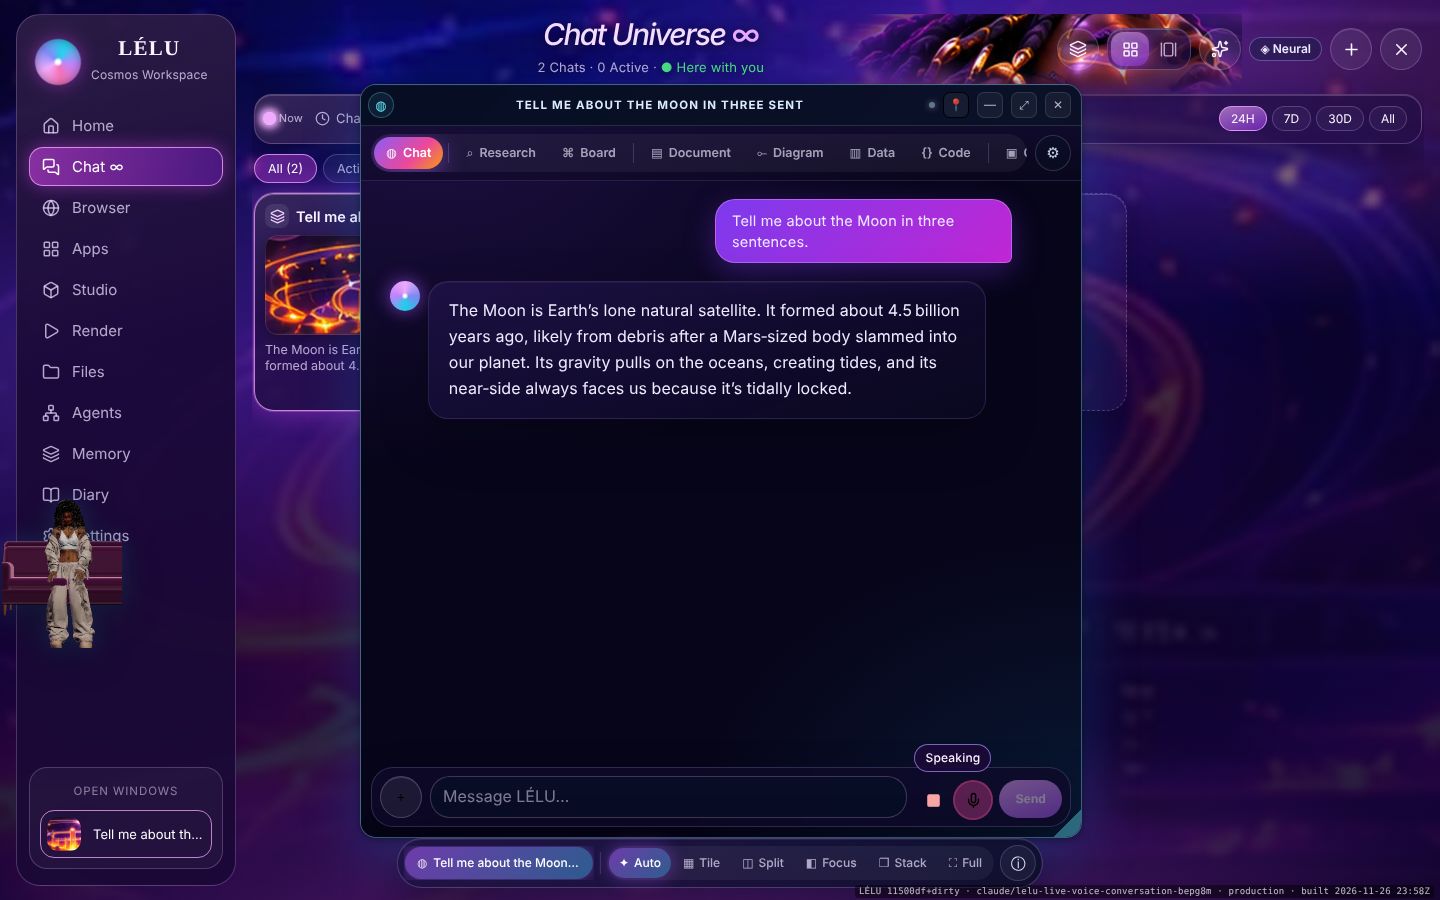 LÉLU
Cosmos Workspace
Home
Chat ∞
Browser
Apps
Studio
Render
Files
Agents
Memory
Diary
ettings
OPEN WINDOWS
Tell me about th...
Chat Universe ∞
2 Chats · 0 Active · ● Here with you
◈ Neural
Now
Cha
24H
7D
30D
All
All (2)
Acti
Tell me al
The Moon is Ear
formed about 4.
TELL ME ABOUT THE MOON IN THREE SENT
Chat
Research
⌘ Board
Document
Diagram
Data
{} Code
Tell me about the Moon in three
sentences.
The Moon is Earth’s lone natural satellite. It formed about 4.5 billion
years ago, likely from debris after a Mars-sized body slammed into
our planet. Its gravity pulls on the oceans, creating tides, and its
near-side always faces us because it’s tidally locked.
Speaking
+
Message LÉLU...
Send
Tell me about the Moon...
✦ Auto
Tile
Split
Focus
Stack
Full
LÉLU 11500df+dirty · claude/lelu-live-voice-conversation-bepg8m · production · built 2026-11-26 23:58Z